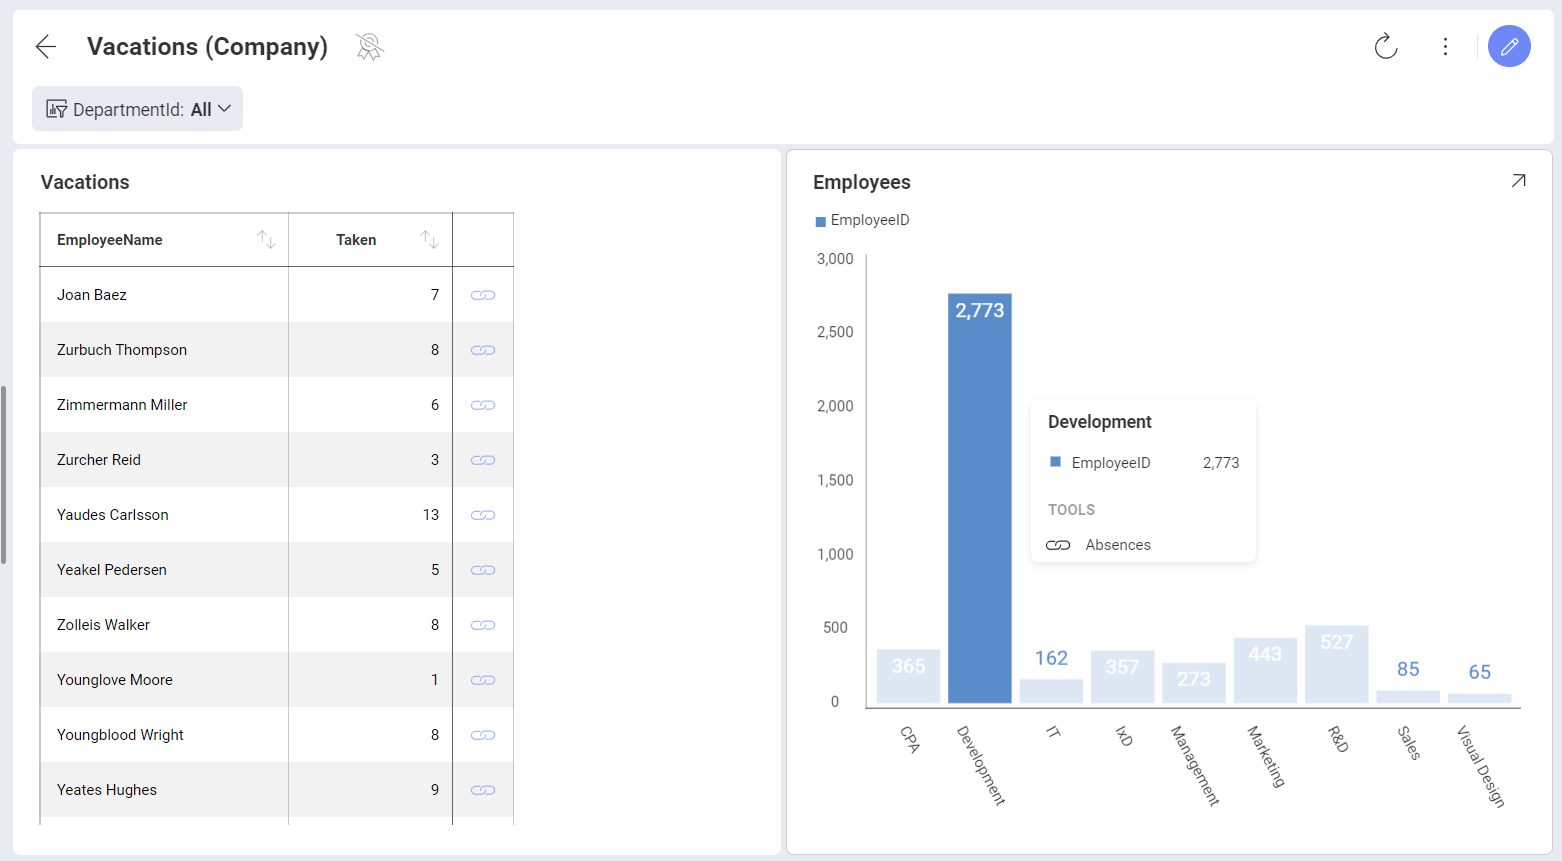 Vacations (Company)
DepartmentId: All
Vacations
EmployeeName Taken
Joan Baez 7
Zurbuch Thompson 8
Zimmermann Miller 6
Zurcher Reid 3
Yaudes Carlsson 13
Yeakel Pedersen 5
Zolleis Walker 8
Younglove Moore 1
Youngblood Wright 8
Yeates Hughes 9
Employees
EmployeeID
3,000
2,500
2,000
1,500
1,000
500
0
365
2,773
162
357
273
443
527
85
65
CPA
Development
IT
IxD
Management
Marketing
R&D
Sales
Visual Design
Development
EmployeeID 2,773
TOOLS
Absences